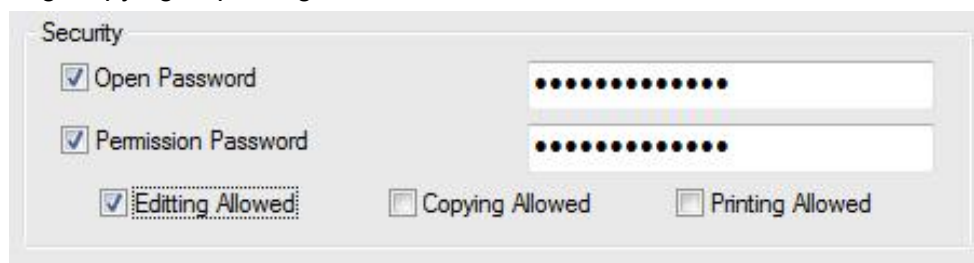 Security
Open Password •••••••••••••
Permission Password •••••••••••••
Editting Allowed Copying Allowed Printing Allowed